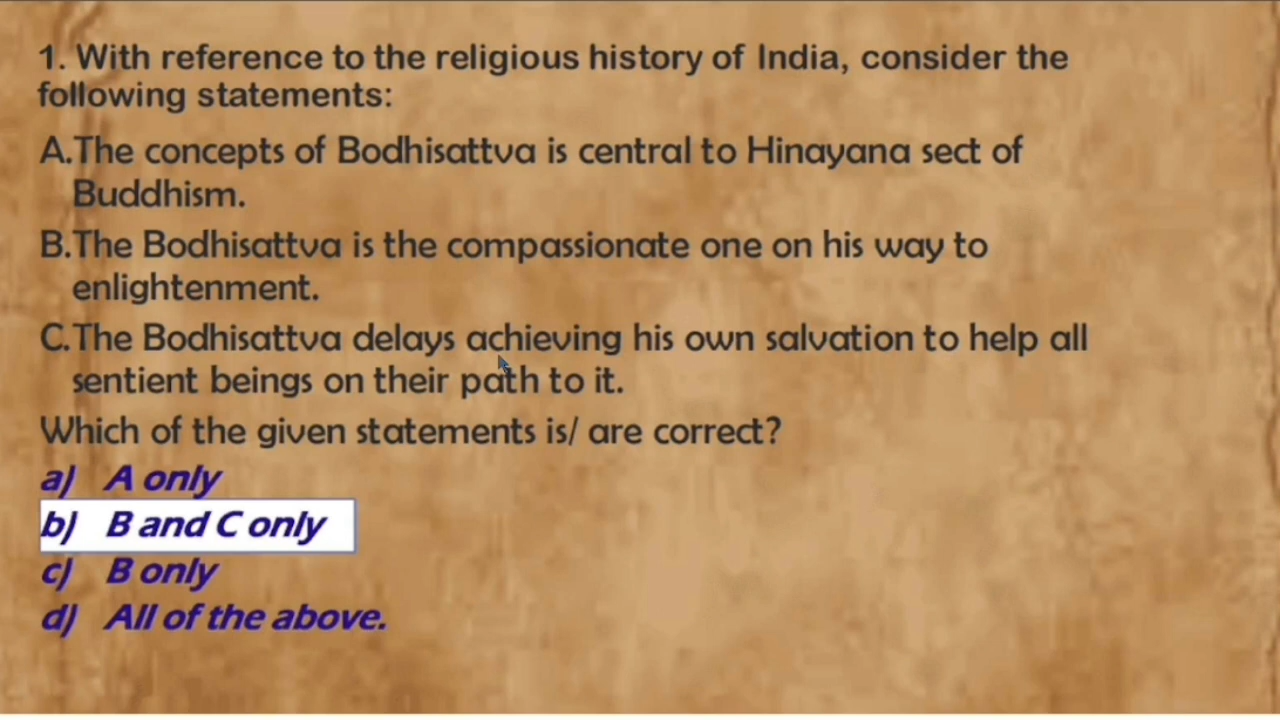 1. With reference to the religious history of India, consider the
following statements:
A.The concepts of Bodhisattva is central to Hinayana sect of
Buddhism.
B.The Bodhisattva is the compassionate one on his way to
enlightenment.
C.The Bodhisattva delays achieving his own salvation to help all
sentient beings on their path to it.
Which of the given statements is/ are correct?
a) A only
b) B and C only
c) B only
d) All of the above.